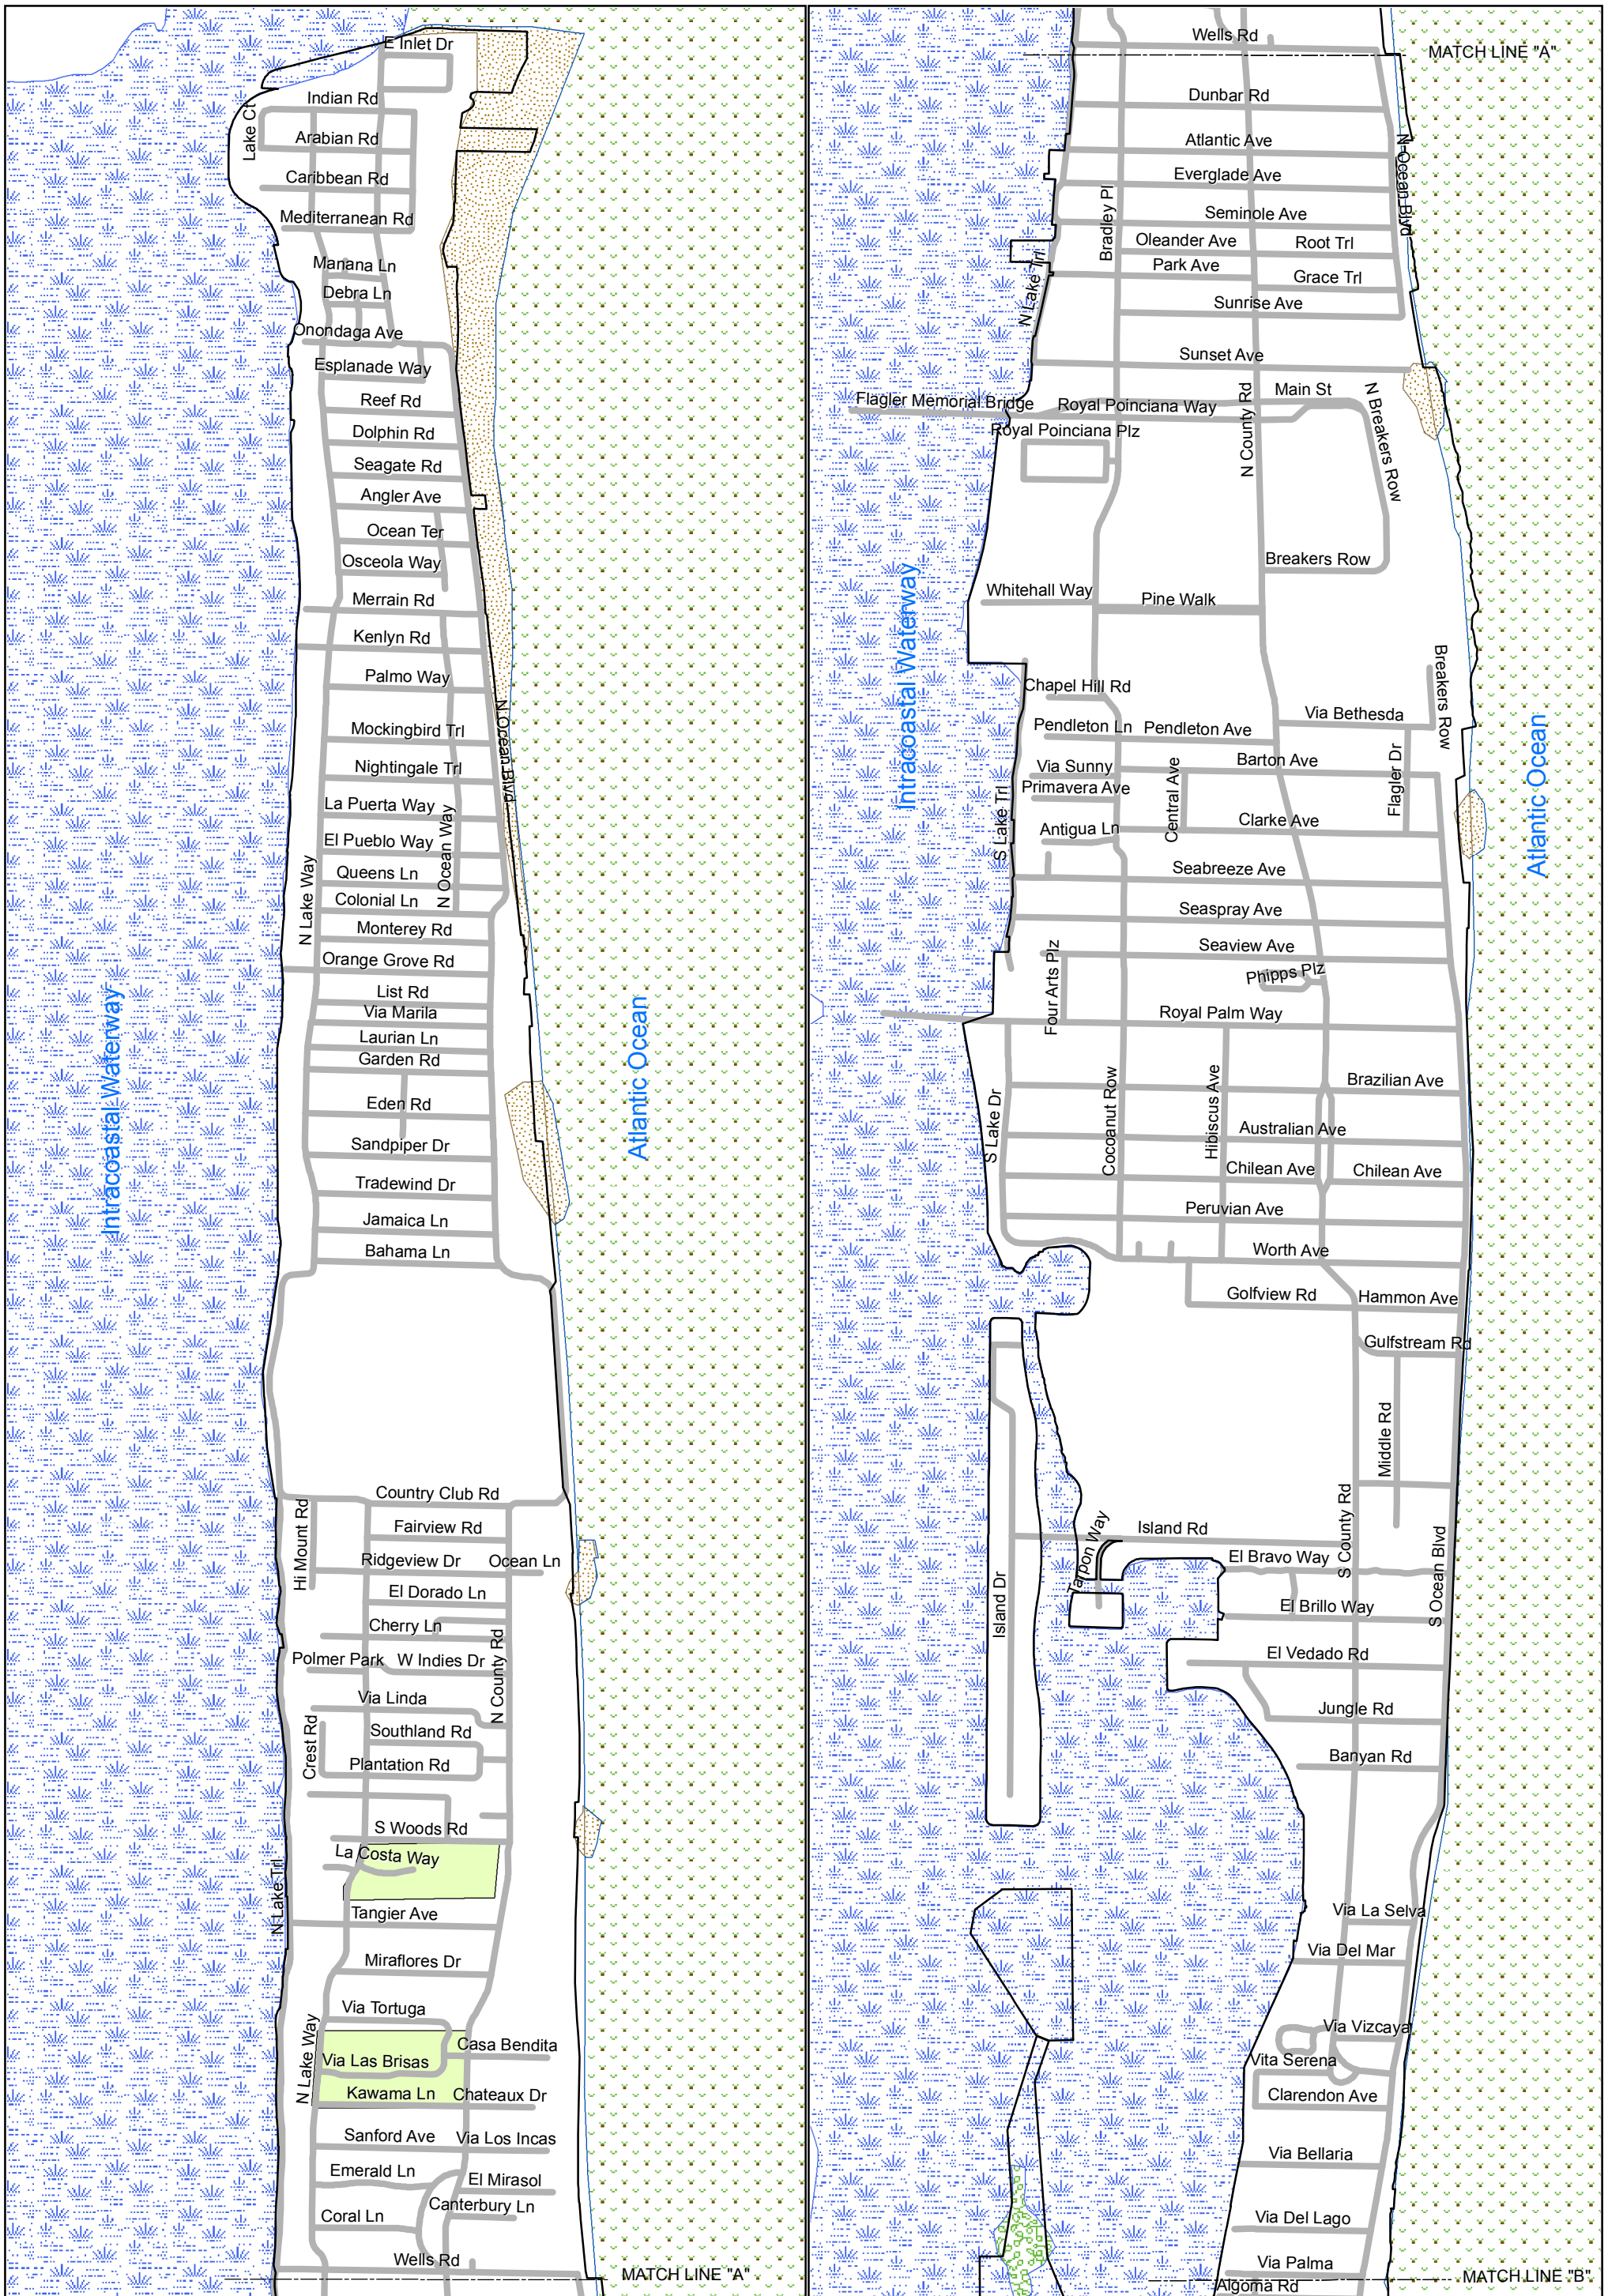 E Inlet Dr
Indian Rd
Lake Ct
Arabian Rd
Caribbean Rd
Mediterranean Rd
Manana Ln
Debra Ln
Onondaga Ave
Esplanade Way
Reef Rd
Dolphin Rd
Seagate Rd
Angler Ave
Ocean Ter
Osceola Way
Merrain Rd
Kenlyn Rd
Palmo Way
N Ocean Blvd
Mockingbird Trl
Nightingale Trl
La Puerta Way
El Pueblo Way
N Ocean Way
Queens Ln
N Lake Way
Colonial Ln
Monterey Rd
Orange Grove Rd
List Rd
Via Marila
Laurian Ln
Garden Rd
Intracoastal Waterway
Atlantic Ocean
Eden Rd
Sandpiper Dr
Tradewind Dr
Jamaica Ln
Bahama Ln
Country Club Rd
Hi Mount Rd
Fairview Rd
Ridgeview Dr
Ocean Ln
El Dorado Ln
Cherry Ln
Polmer Park
W Indies Dr
N County Rd
Via Linda
Crest Rd
Southland Rd
Plantation Rd
S Woods Rd
La Costa Way
N Lake Trl
Tangier Ave
Miraflores Dr
Via Tortuga
N Lake Way
Casa Bendita
Via Las Brisas
Kawama Ln
Chateaux Dr
Sanford Ave
Via Los Incas
Emerald Ln
El Mirasol
Canterbury Ln
Coral Ln
Wells Rd
MATCH LINE "A"
Wells Rd
MATCH LINE "A"
Dunbar Rd
Atlantic Ave
N Ocean Blvd
Everglade Ave
Bradley Pl
Seminole Ave
Oleander Ave
Root Trl
Park Ave
Grace Trl
N Lake Trl
Sunrise Ave
Sunset Ave
Main St
Flagler Memorial Bridge
Royal Poinciana Way
N County Rd
N Breakers Row
Royal Poinciana Plz
Breakers Row
Whitehall Way
Pine Walk
Intracoastal Waterway
Chapel Hill Rd
Breakers Row
Via Bethesda
Pendleton Ln
Pendleton Ave
Barton Ave
Via Sunny
Flagler Dr
Atlantic Ocean
Primavera Ave
Central Ave
S Lake Trl
Antigua Ln
Clarke Ave
Seabreeze Ave
Seaspray Ave
Seaview Ave
Four Arts Plz
Phipps Plz
Royal Palm Way
Brazilian Ave
S Lake Dr
Cocoanut Row
Hibiscus Ave
Australian Ave
Chilean Ave
Chilean Ave
Peruvian Ave
Worth Ave
Golfview Rd
Hammon Ave
Gulfstream Rd
Middle Rd
S County Rd
Island Rd
Tarpon Way
El Bravo Way
S Ocean Blvd
Island Dr
El Brillo Way
El Vedado Rd
Jungle Rd
Banyan Rd
Via La Selva
Via Del Mar
Via Vizcaya
Vita Serena
Clarendon Ave
Via Bellaria
Via Del Lago
Via Palma
Algoma Rd
MATCH LINE "B"